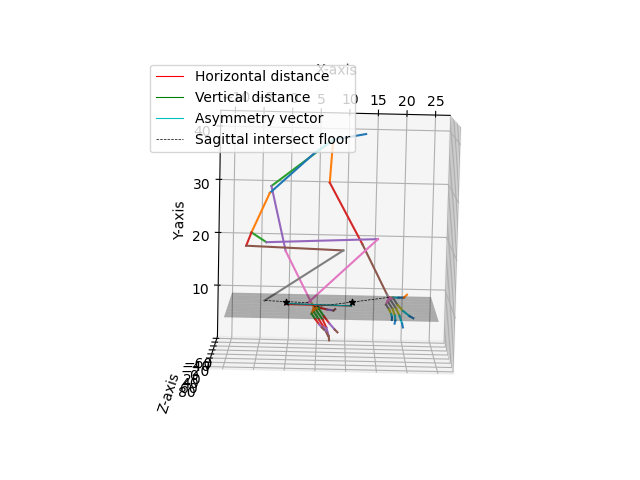 Horizontal distance
Vertical distance
Asymmetry vector
Sagittal intersect floor
X-axis
5 10 15 20 25
Y-axis
40
30
20
10
Z-axis
80